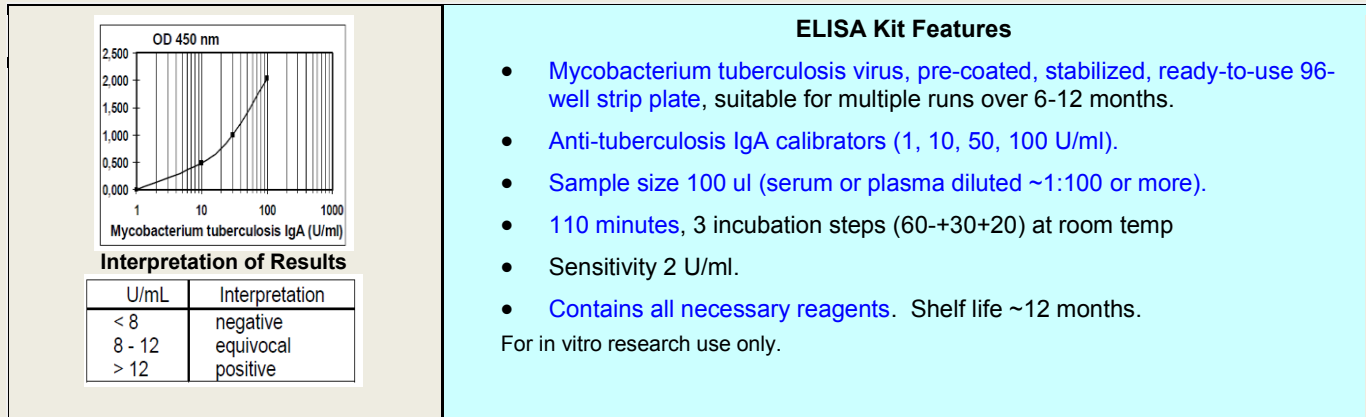 OD 450 nm
2,500
2,000
1,500
1,000
0,500
0,000
1 10 100 1000
Mycobacterium tuberculosis IgA (U/ml)
Interpretation of Results
U/mL Interpretation
< 8 negative
8 - 12 equivocal
> 12 positive
ELISA Kit Features
• Mycobacterium tuberculosis virus, pre-coated, stabilized, ready-to-use 96-
well strip plate, suitable for multiple runs over 6-12 months.
• Anti-tuberculosis IgA calibrators (1, 10, 50, 100 U/ml).
• Sample size 100 ul (serum or plasma diluted ~1:100 or more).
• 110 minutes, 3 incubation steps (60-+30+20) at room temp
• Sensitivity 2 U/ml.
• Contains all necessary reagents.  Shelf life ~12 months.
For in vitro research use only.